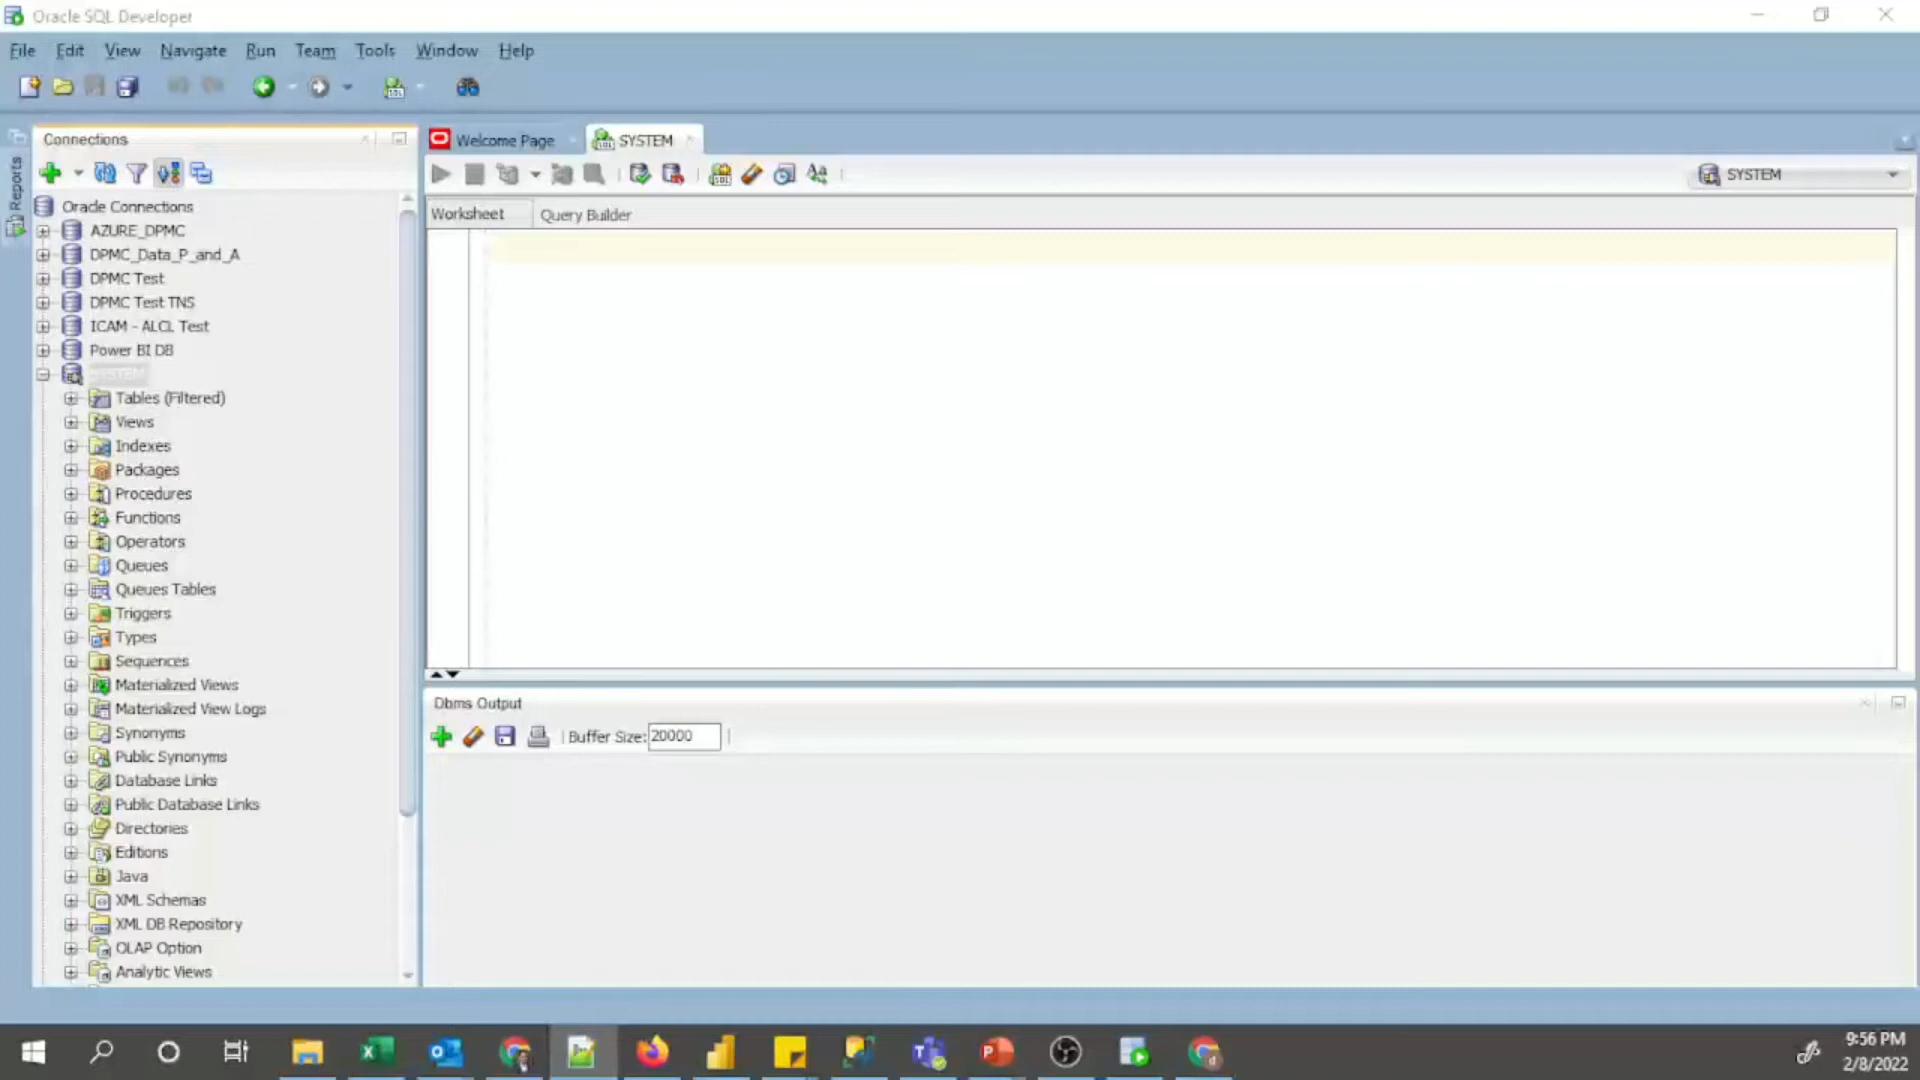 Oracle SQL Developer
File Edit View Navigate Run Team Tools Window Help
Reports
Connections
Oracle Connections
AZURE_DPMC
DPMC_Data_P_and_A
DPMC Test
DPMC Test TNS
ICAM - ALCL Test
Power BI DB
SYSTEM
Tables (Filtered)
Views
Indexes
Packages
Procedures
Functions
Operators
Queues
Queues Tables
Triggers
Types
Sequences
Materialized Views
Materialized View Logs
Synonyms
Public Synonyms
Database Links
Public Database Links
Directories
Editions
Java
XML Schemas
XML DB Repository
OLAP Option
Analytic Views
Welcome Page SYSTEM
SYSTEM
Worksheet Query Builder
Dbms Output
Buffer Size: 20000
9:56 PM
2/8/2022